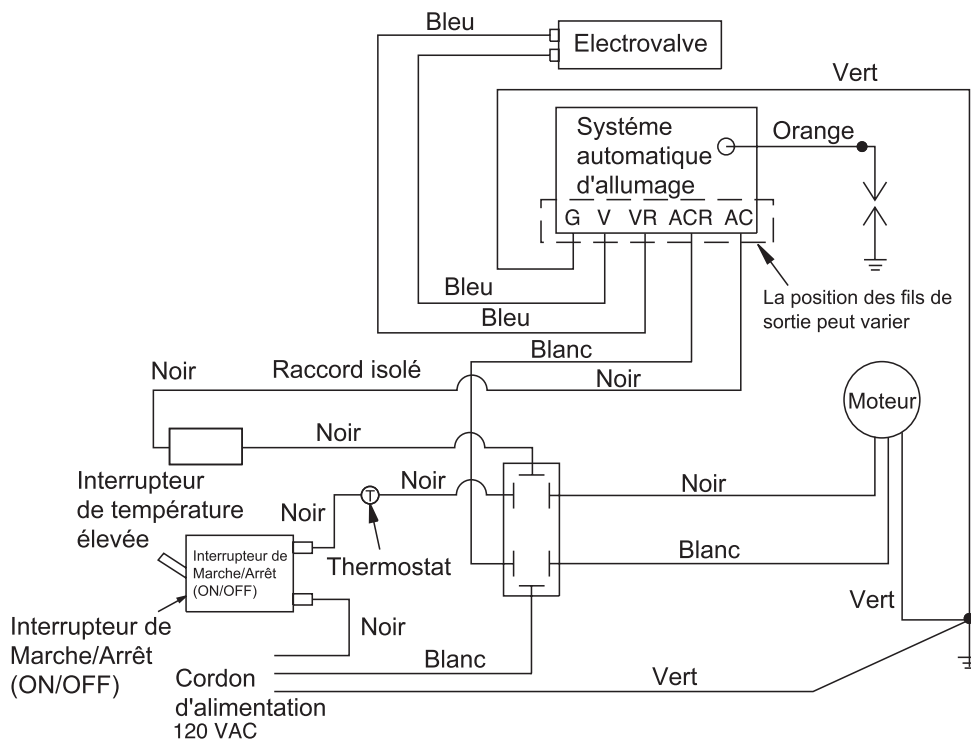 Bleu
Electrovalve
Vert
Systéme
automatique
d'allumage
Orange
G V VR ACR AC
Bleu
Bleu
La position des fils de
sortie peut varier
Blanc
Noir
Raccord isolé
Noir
Moteur
Noir
Interrupteur
de température
élevée
Noir
Noir
T
Noir
Thermostat
Interrupteur de
Marche/Arrêt
(ON/OFF)
Blanc
Vert
Interrupteur de
Marche/Arrêt
(ON/OFF)
Noir
Blanc
Vert
Cordon
d'alimentation
120 VAC